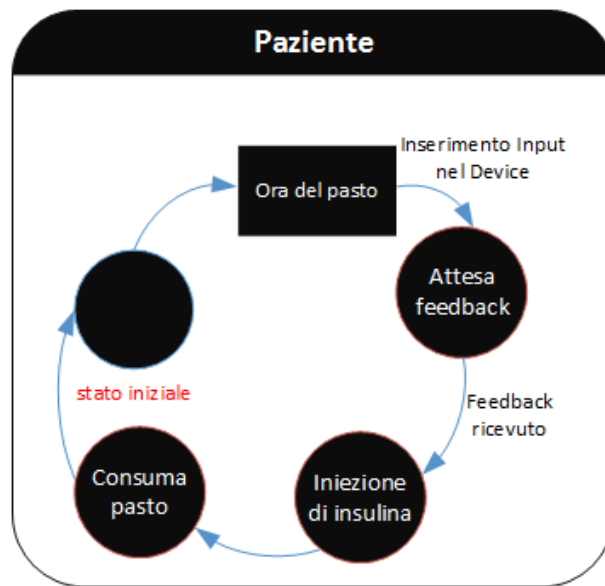 Paziente
Ora del pasto
Inserimento Input
nel Device
Attesa
feedback
Feedback
ricevuto
Iniezione
di insulina
Consuma
pasto
stato iniziale